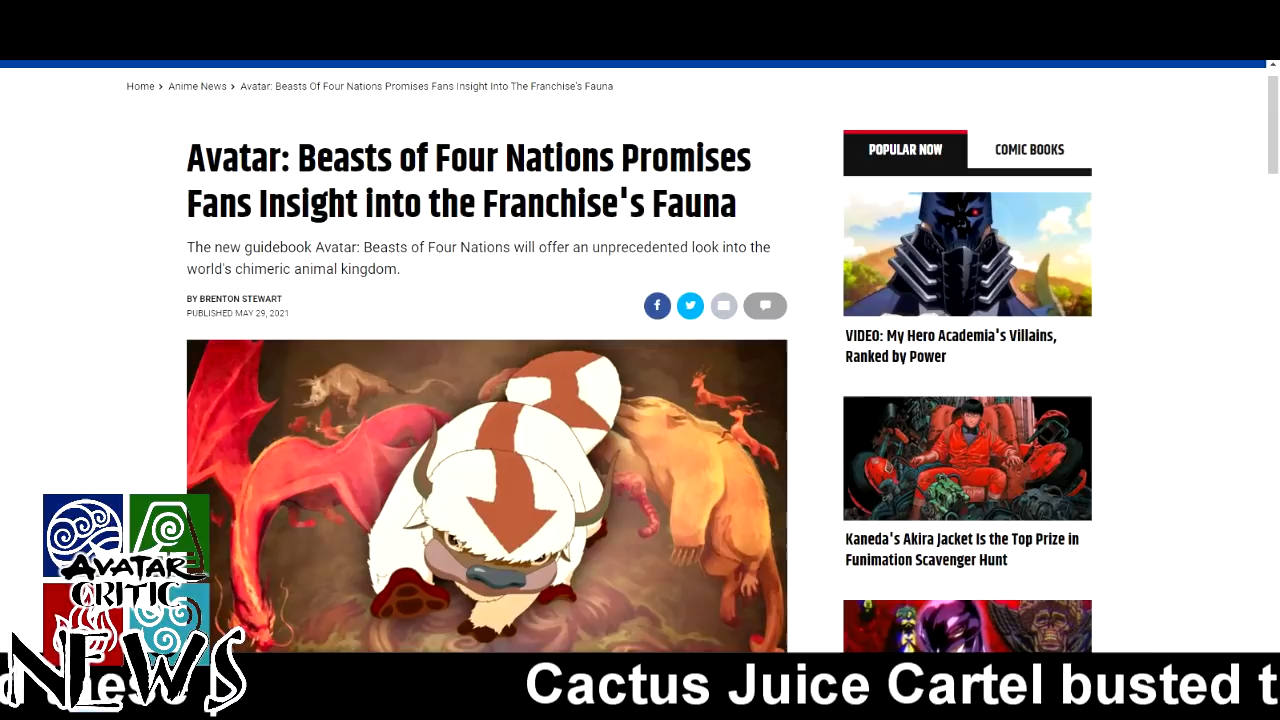 Home > Anime News > Avatar: Beasts Of Four Nations Promises Fans Insight Into The Franchise's Fauna
Avatar: Beasts of Four Nations Promises
Fans Insight into the Franchise's Fauna
The new guidebook Avatar: Beasts of Four Nations will offer an unprecedented look into the
world's chimeric animal kingdom.
BY BRENTON STEWART
PUBLISHED MAY 29, 2021
POPULAR NOW
COMIC BOOKS
VIDEO: My Hero Academia's Villains,
Ranked by Power
Kaneda's Akira Jacket Is the Top Prize in
Funimation Scavenger Hunt
AVATAR
CRITIC
NEWS
Cactus Juice Cartel busted t